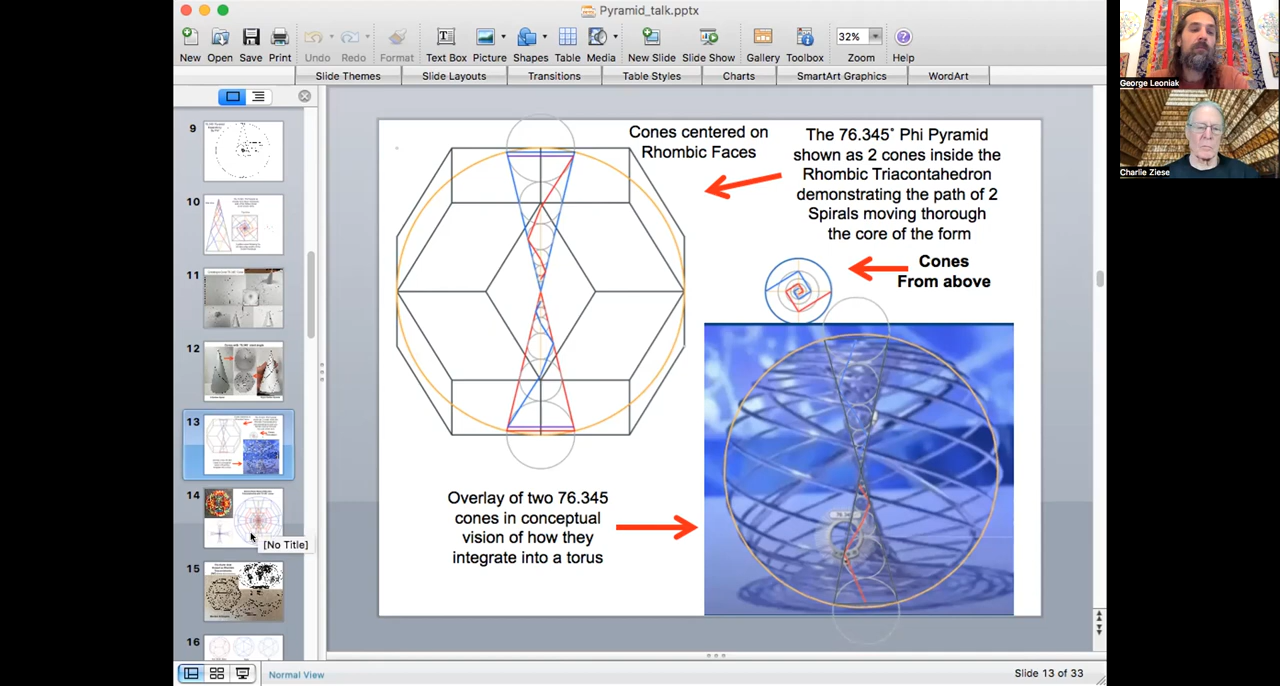 Pyramid_talk.pptx
New Open Save Print Undo Redo Format Text Box Picture Shapes Table Media New Slide Slide Show Gallery Toolbox Zoom Help
32%
Slide Themes Slide Layouts Transitions Table Styles Charts SmartArt Graphics WordArt
9
10
11
12
13
14
[No Title]
15
16
Cones centered on
Rhombic Faces
The 76.345˚ Phi Pyramid
shown as 2 cones inside the
Rhombic Triacontahedron
demonstrating the path of 2
Spirals moving thorough
the core of the form
Cones
From above
Overlay of two 76.345
cones in conceptual
vision of how they
integrate into a torus
Normal View
Slide 13 of 33
George Leoniak
Charlie Ziese